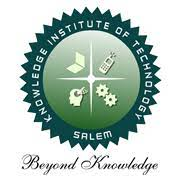 KNOWLEDGE INSTITUTE OF TECHNOLOGY
SALEM
Beyond Knowledge